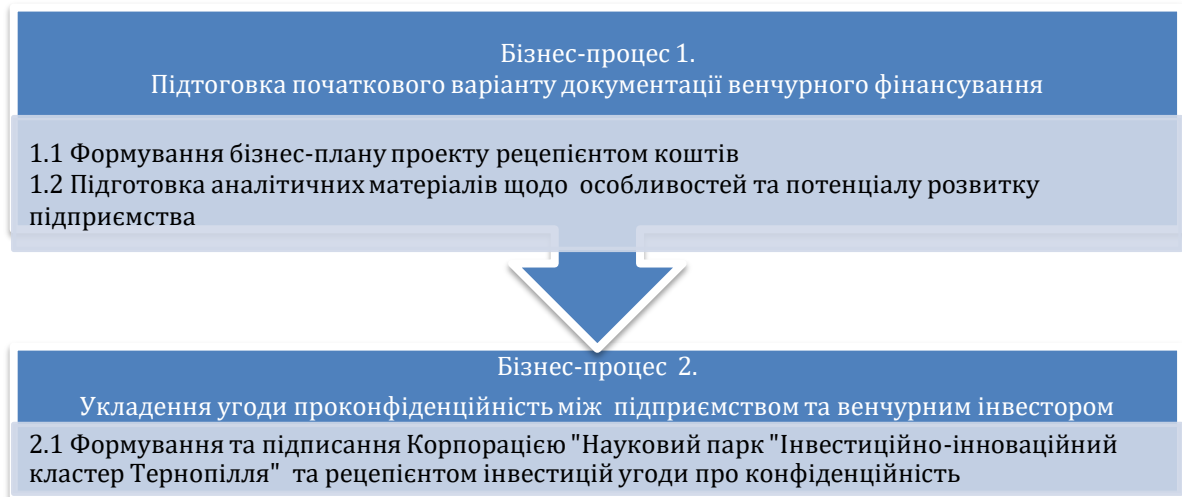 Бізнес-процес 1.
Підтоговка початкового варіанту документації венчурного фінансування
1.1 Формування бізнес-плану проекту рецепієнтом коштів
1.2 Підготовка аналітичних матеріалів щодо особливостей та потенціалу розвитку
підприємства
Бізнес-процес 2.
Укладення угоди проконфіденційність між підприємством та венчурним інвестором
2.1 Формування та підписання Корпорацією "Науковий парк "Інвестиційно-інноваційний
кластер Тернопілля" та рецепієнтом інвестицій угоди про конфіденційність